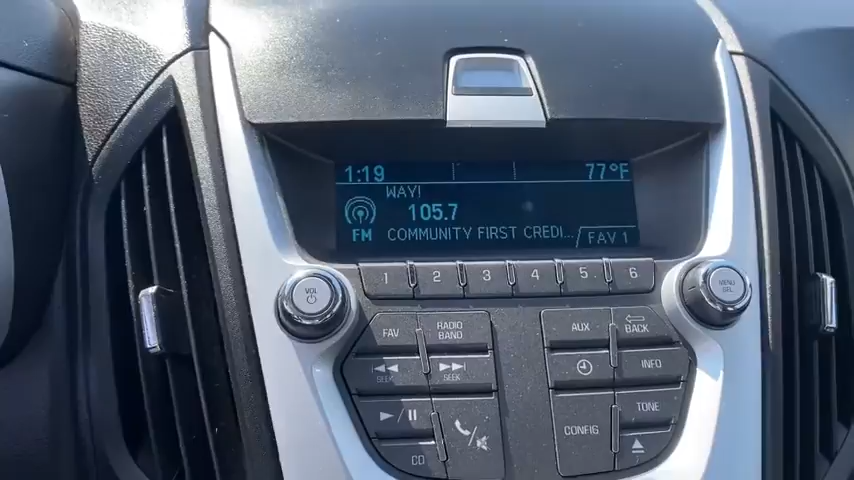 1:19 77°F
WAY!
105.7
FM COMMUNITY FIRST CREDI... FAV 1
VOL
1 2 3 4 5 6
MENU
SEL
FAV RADIO BAND AUX BACK
SEEK SEEK INFO
CONFIG TONE
CD